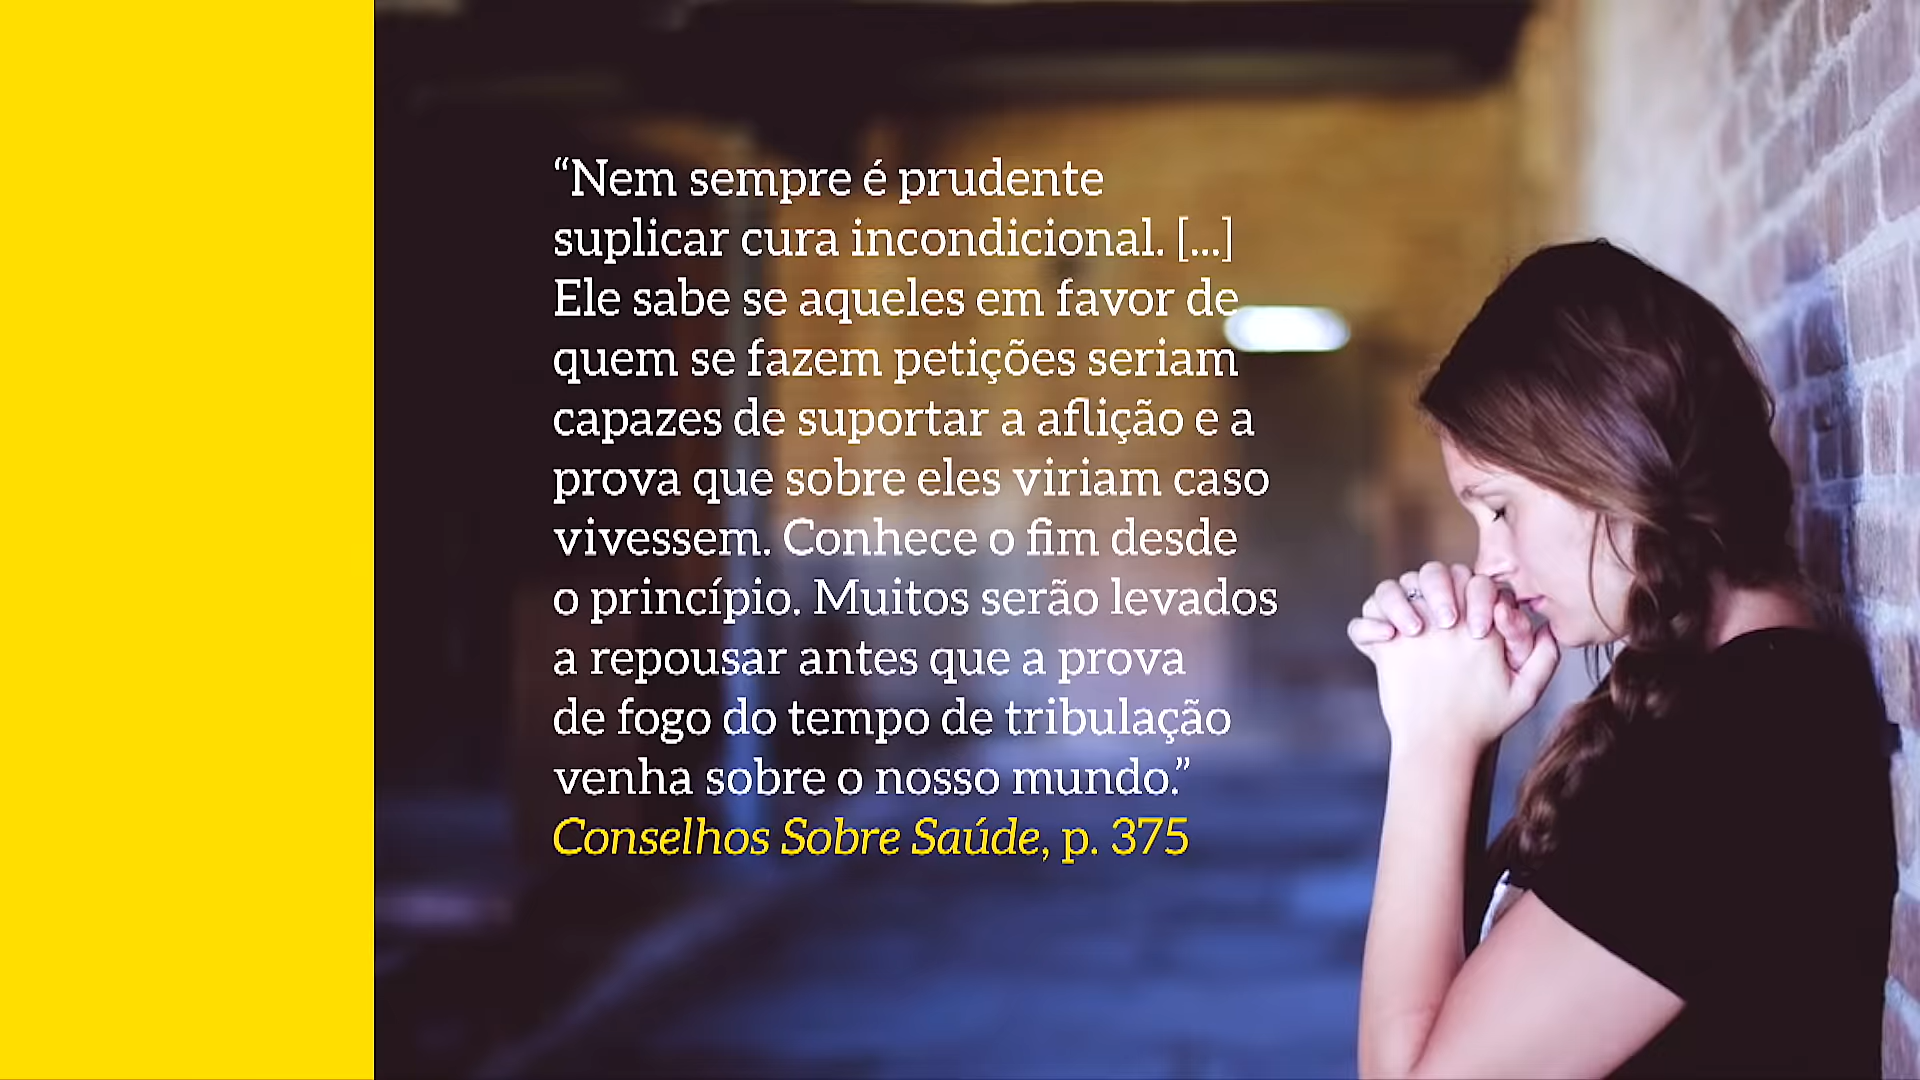 “Nem sempre é prudente
suplicar cura incondicional. [...]
Ele sabe se aqueles em favor de
quem se fazem petições seriam
capazes de suportar a aflição e a
prova que sobre eles viriam caso
vivessem. Conhece o fim desde
o princípio. Muitos serão levados
a repousar antes que a prova
de fogo do tempo de tribulação
venha sobre o nosso mundo.”
Conselhos Sobre Saúde, p. 375